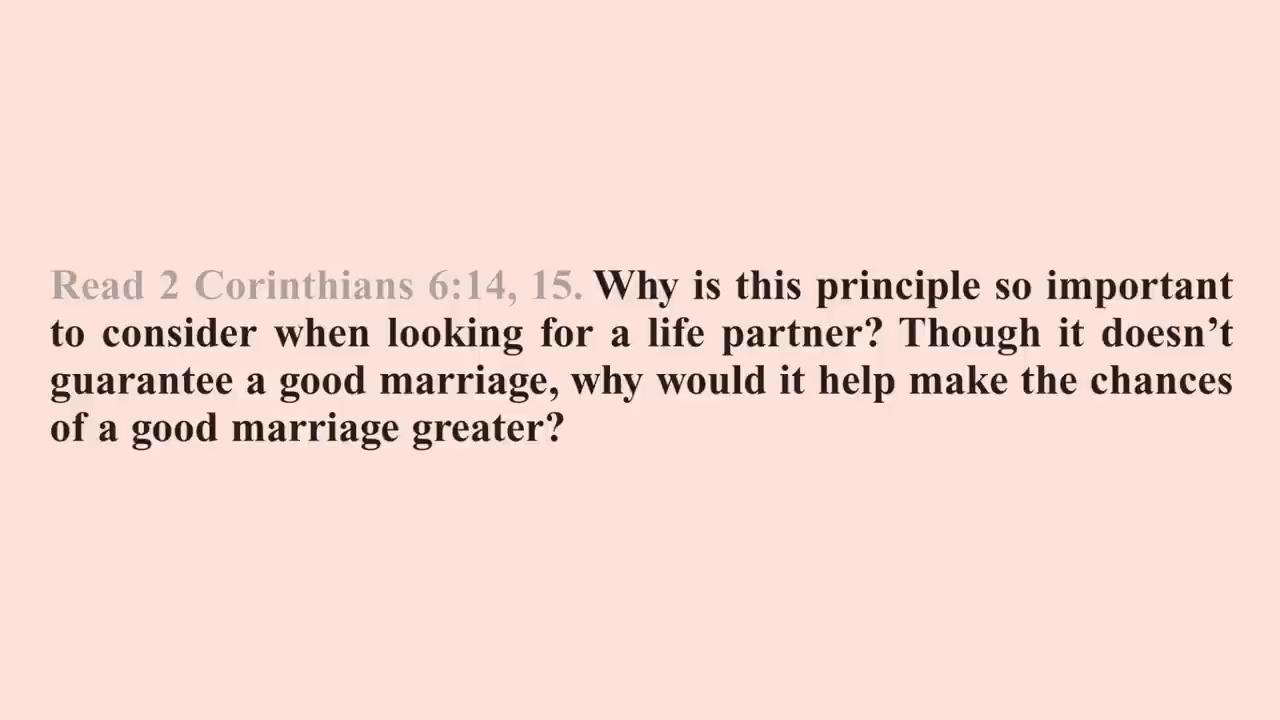 Read 2 Corinthians 6:14, 15. Why is this principle so important
to consider when looking for a life partner? Though it doesn’t
guarantee a good marriage, why would it help make the chances
of a good marriage greater?